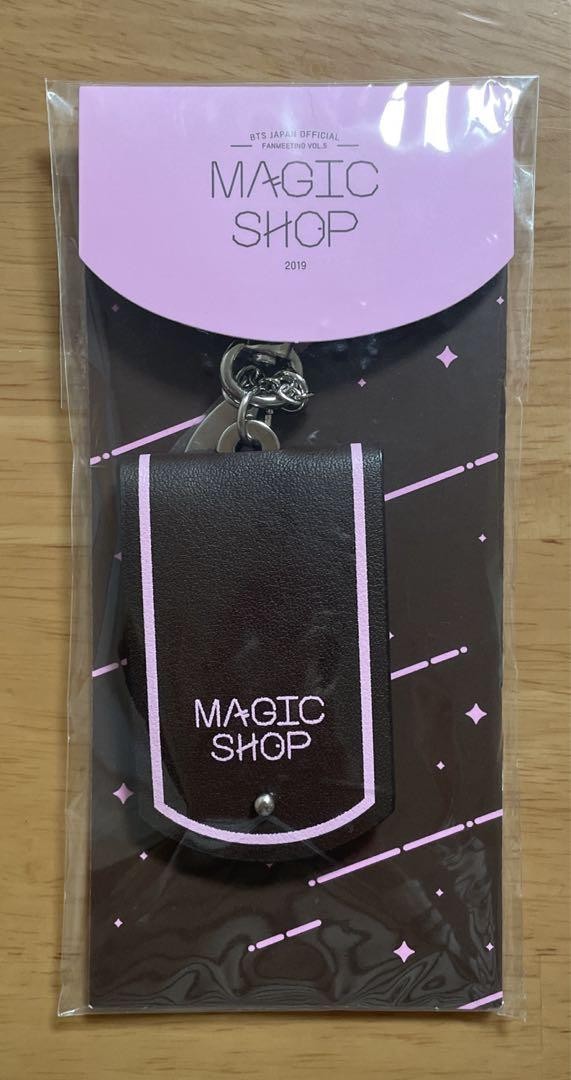 BTS JAPAN OFFICIAL
FANMEETING VOL.5
MAGIC
SHOP
2019
MAGIC
SHOP